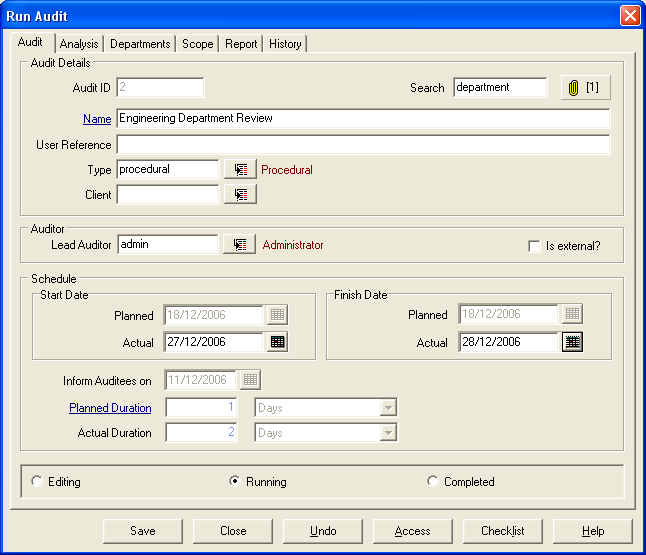 Run Audit
Audit Analysis Departments Scope Report History
Audit Details
Audit ID 2 Search department [1]
Name Engineering Department Review
User Reference
Type procedural Procedural
Client
Auditor
Lead Auditor admin Administrator Is external?
Schedule
Start Date Finish Date
Planned 18/12/2006 Planned 18/12/2006
Actual 27/12/2006 Actual 28/12/2006
Inform Auditees on 11/12/2006
Planned Duration 1 Days
Actual Duration 2 Days
Editing Running Completed
Save Close Undo Access Checklist Help